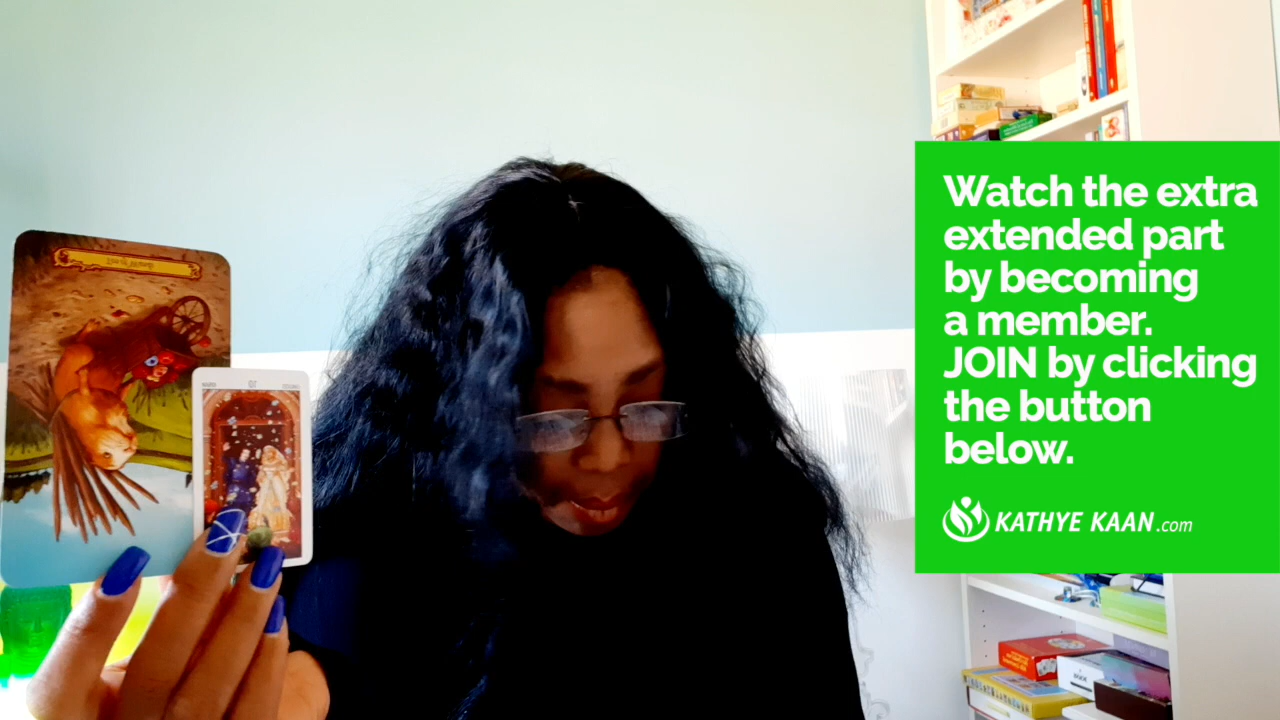 Watch the extra
extended part
by becoming
a member.
JOIN by clicking
the button
below.
KATHYE KAAN.com